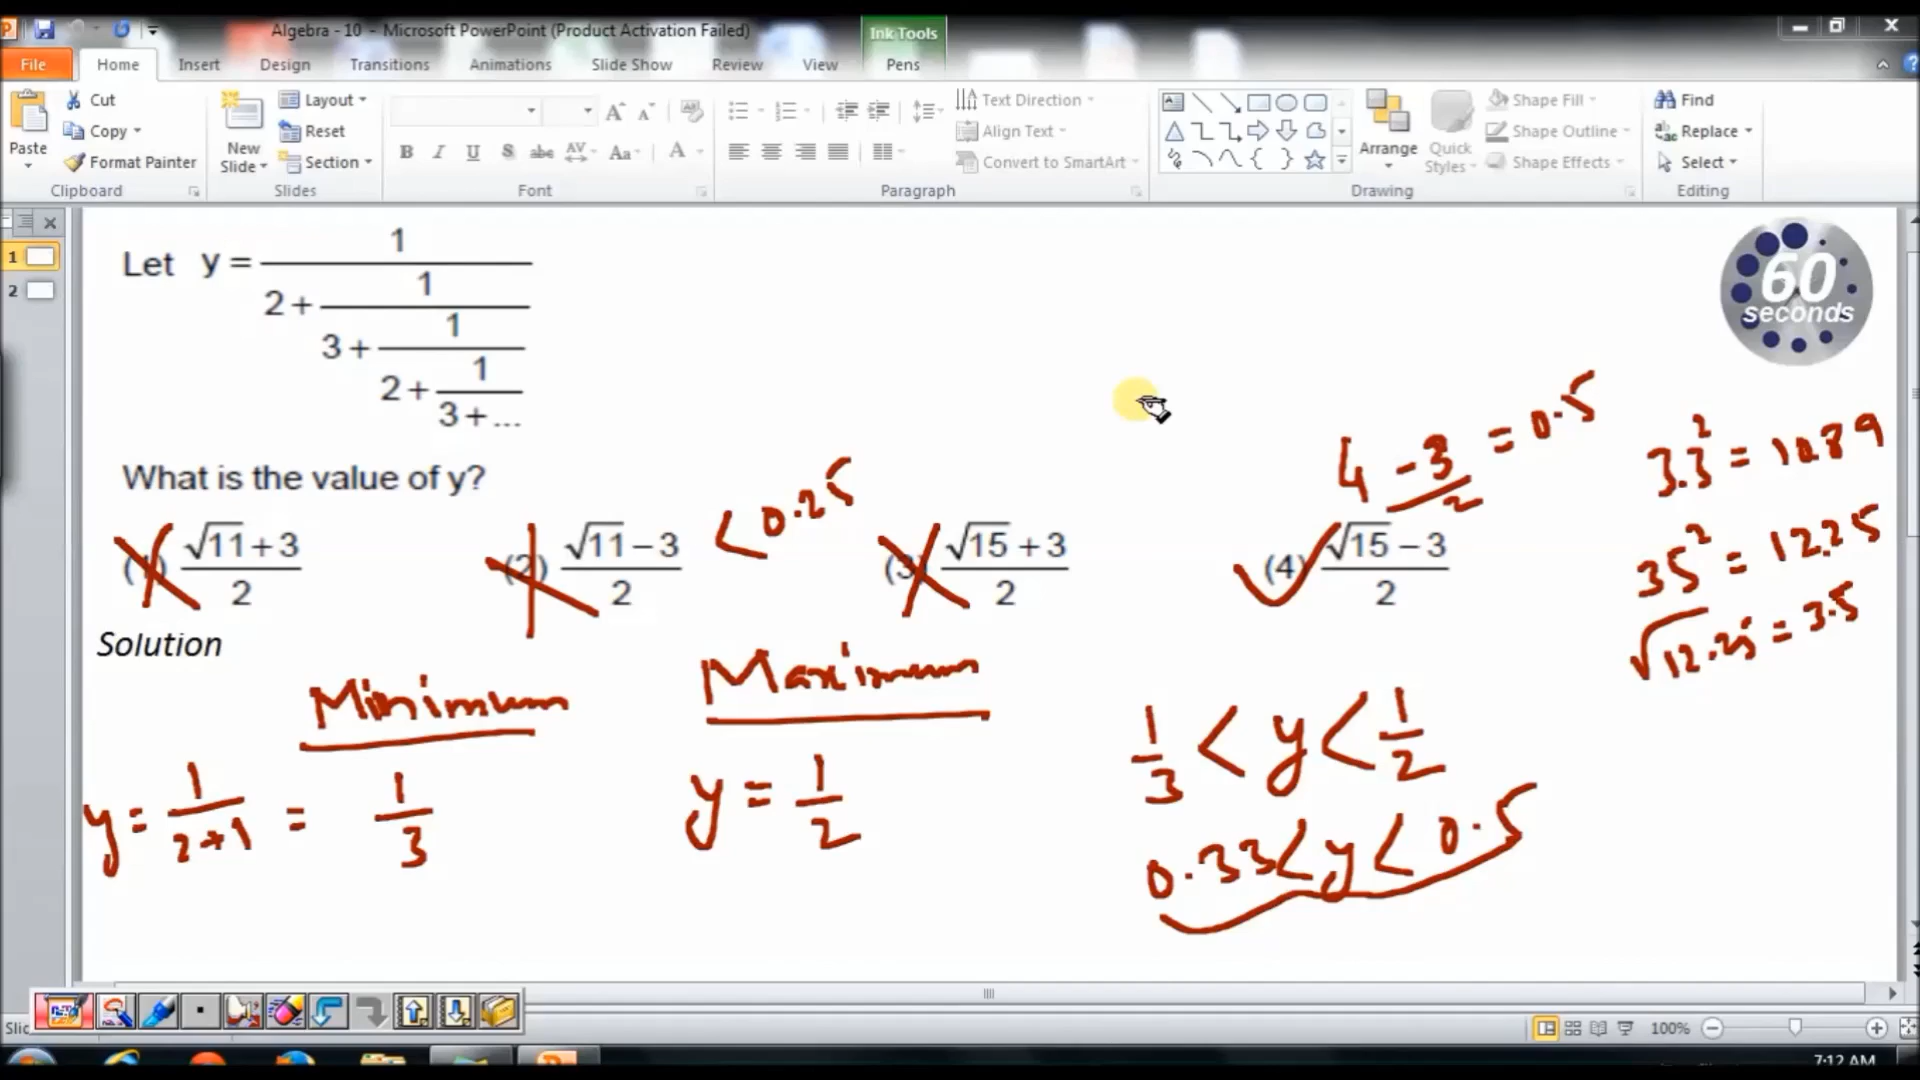 Algebra - 10 - Microsoft PowerPoint (Product Activation Failed)
Ink Tools
File Home Insert Design Transitions Animations Slide Show Review View Pens
Cut
Copy
Format Painter
Paste
Clipboard
New Slide
Layout
Reset
Section
Slides
B I U S abc AV Aa A
Font
Text Direction
Align Text
Convert to SmartArt
Paragraph
Arrange
Quick Styles
Shape Fill
Shape Outline
Shape Effects
Drawing
Find
Replace
Select
Editing
1
2
60
seconds
Let y = 1
2 + 1
3 + 1
2 + 1
3 + ...
What is the value of y?
(1) √11 + 3 / 2
(2) √11 − 3 / 2
< 0.25
(3) √15 + 3 / 2
(4) √15 − 3 / 2
4 - 3 / 2 = 0.5
3.3² = 10.89
35² = 12.25
√12.25 = 3.5
Solution
Minimum
y = 1 / 2+1 = 1 / 3
Maximum
y = 1 / 2
1/3 < y < 1/2
0.33 < y < 0.5
100%
7:12 AM